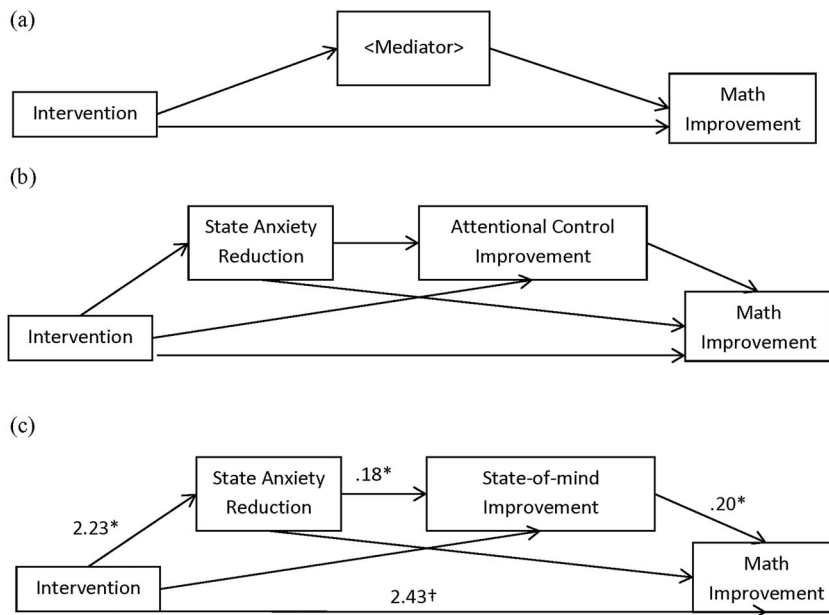 (a)
<Mediator>
Intervention
Math
Improvement
(b)
State Anxiety
Reduction
Attentional Control
Improvement
Intervention
Math
Improvement
(c)
State Anxiety
Reduction
.18*
State-of-mind
Improvement
.20*
2.23*
Intervention
2.43†
Math
Improvement